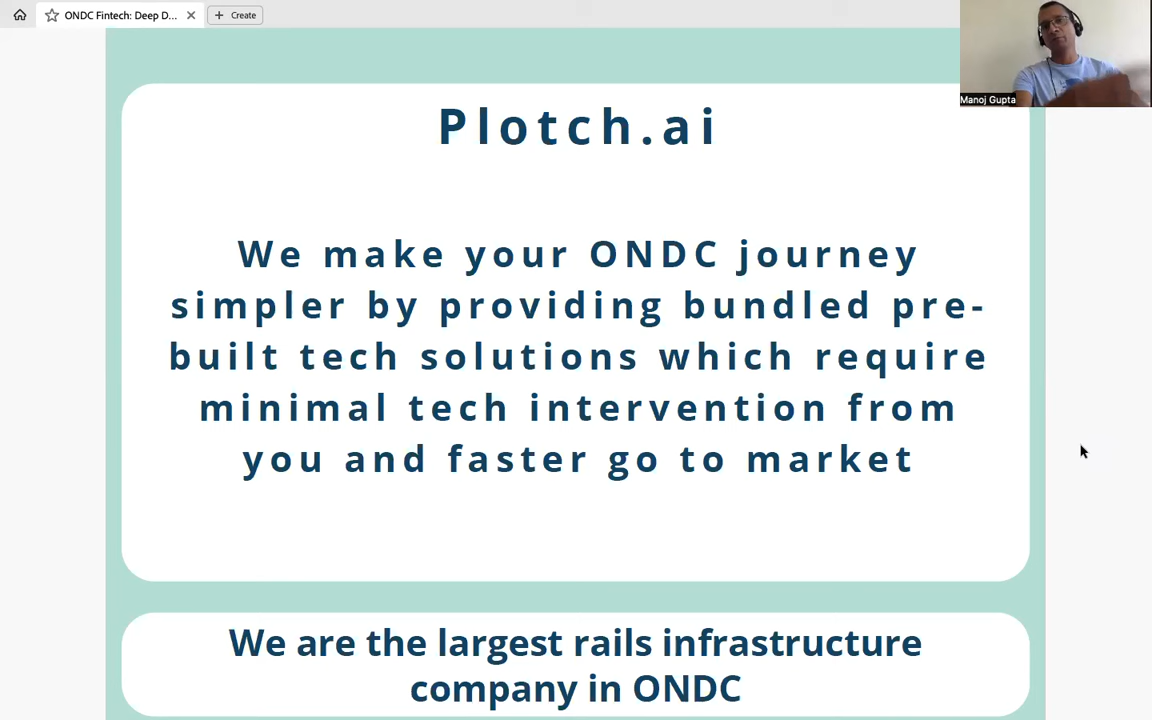 ONDC Fintech: Deep D...
Create
Manoj Gupta
Plotch.ai
We make your ONDC journey
simpler by providing bundled pre-
built tech solutions which require
minimal tech intervention from
you and faster go to market
We are the largest rails infrastructure
company in ONDC